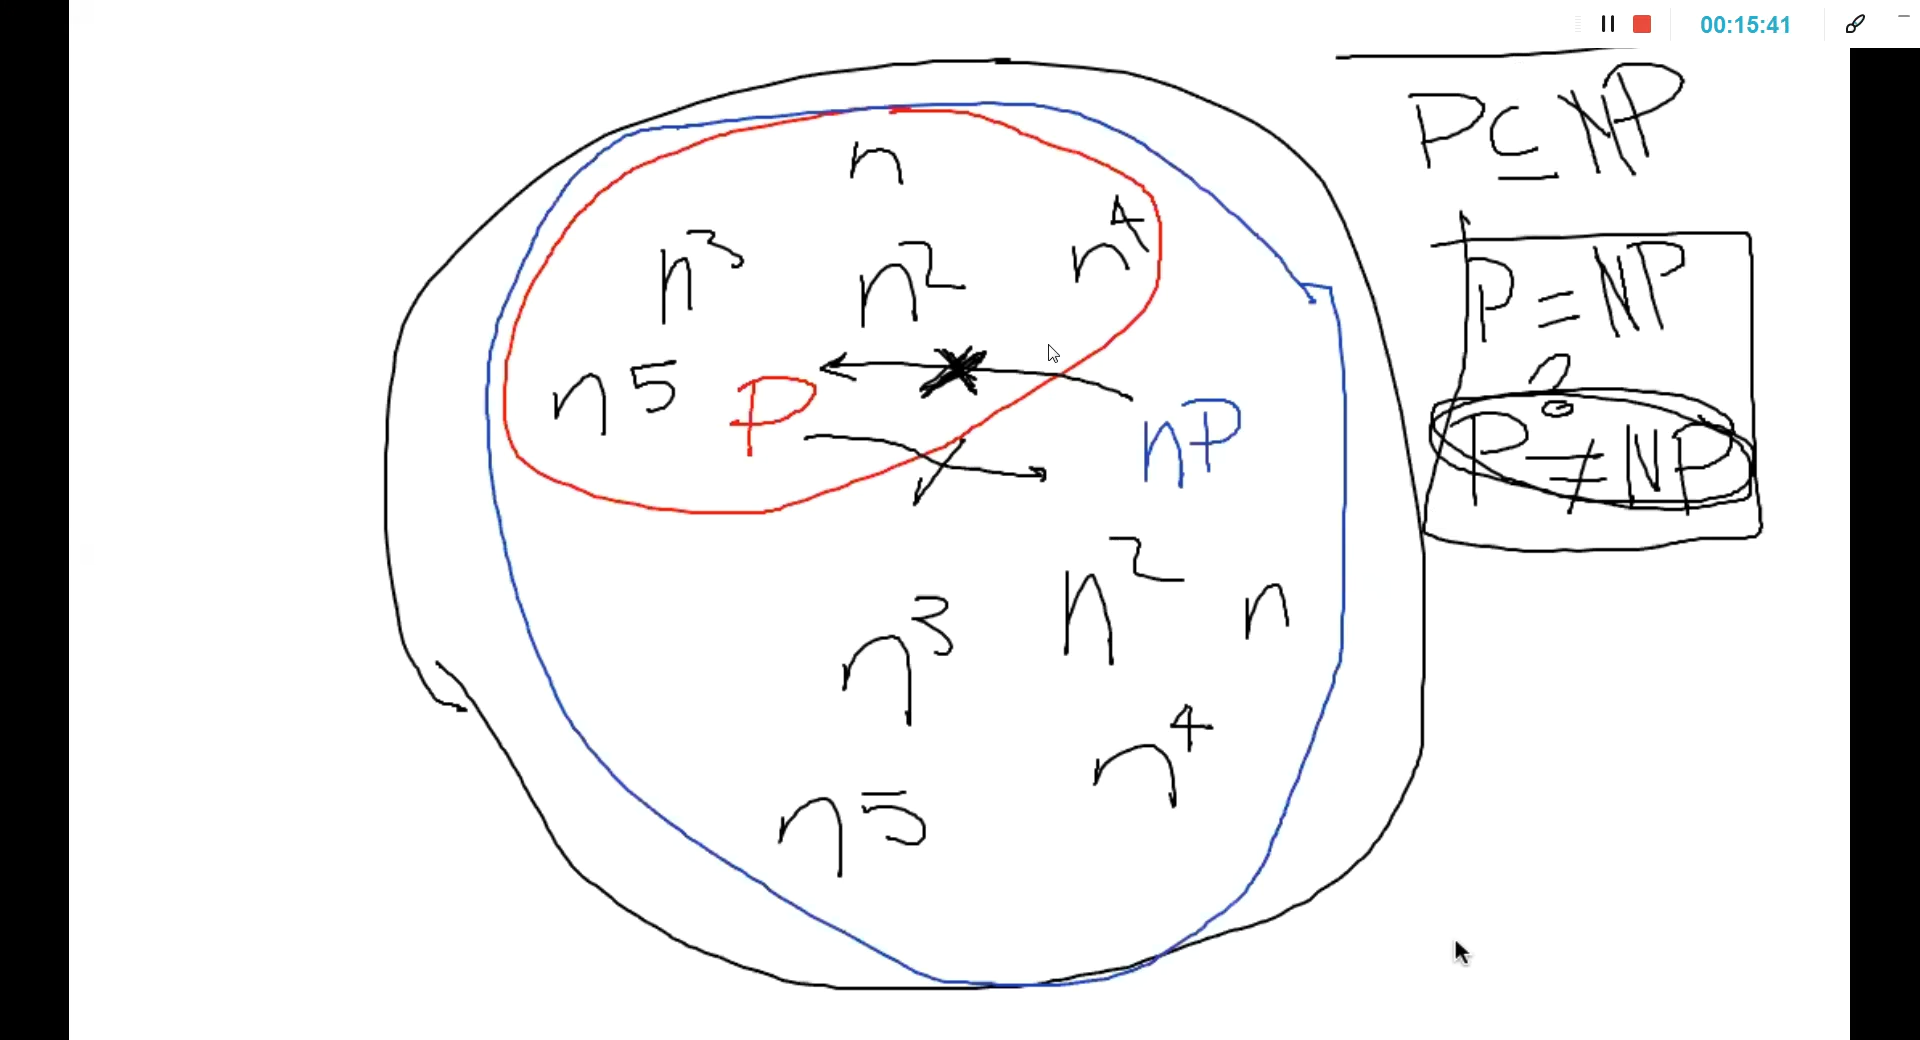 00:15:41
P ⊆ NP
n
n³ n² n⁴
P = NP
?
n5 P nP
P ≠ NP
n³ n² n
n⁴
n5